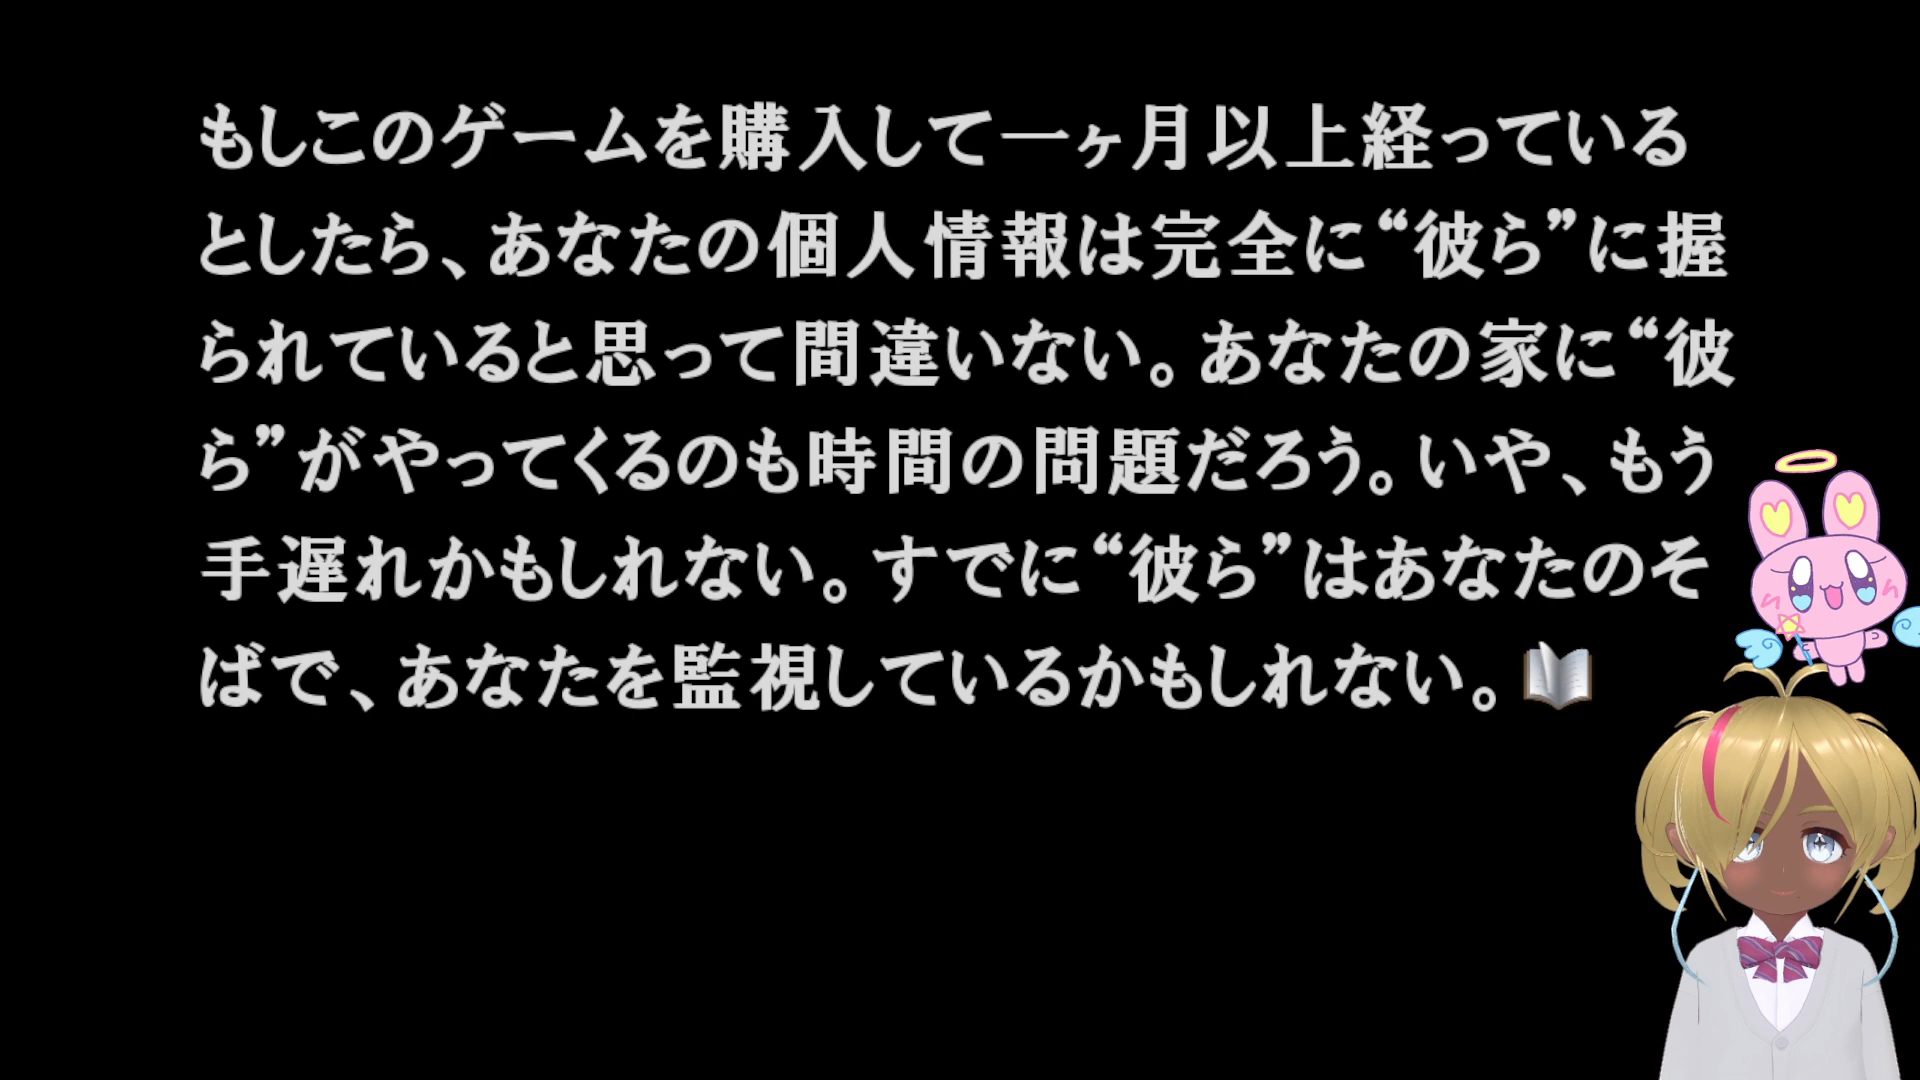 もしこのゲームを購入して一ヶ月以上経っている
としたら、あなたの個人情報は完全に“彼ら”に握
られていると思って間違いない。あなたの家に“彼
ら”がやってくるのも時間の問題だろう。いや、もう
手遅れかもしれない。すでに“彼ら”はあなたのそ
ばで、あなたを監視しているかもしれない。